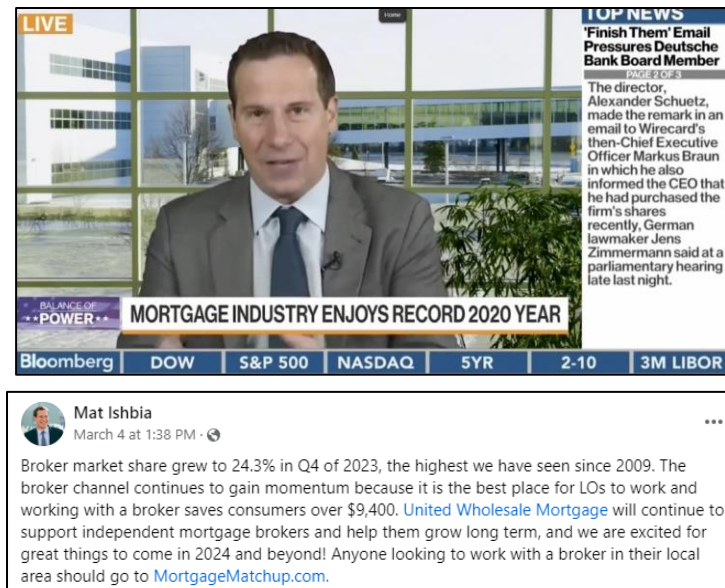 LIVE
Home
TOP NEWS
'Finish Them' Email
Pressures Deutsche
Bank Board Member
PAGE 2 OF 3
The director,
Alexander Schuetz,
made the remark in an
email to Wirecard's
then-Chief Executive
Officer Markus Braun
in which he also
informed the CEO that
he had purchased the
firm's shares
recently, German
lawmaker Jens
Zimmermann said at a
parliamentary hearing
late last night.
BALANCE OF
POWER
MORTGAGE INDUSTRY ENJOYS RECORD 2020 YEAR
Bloomberg DOW S&P 500 NASDAQ 5YR 2-10 3M LIBOR
Mat Ishbia
March 4 at 1:38 PM ·
Broker market share grew to 24.3% in Q4 of 2023, the highest we have seen since 2009. The
broker channel continues to gain momentum because it is the best place for LOs to work and
working with a broker saves consumers over $9,400. United Wholesale Mortgage will continue to
support independent mortgage brokers and help them grow long term, and we are excited for
great things to come in 2024 and beyond! Anyone looking to work with a broker in their local
area should go to MortgageMatchup.com.